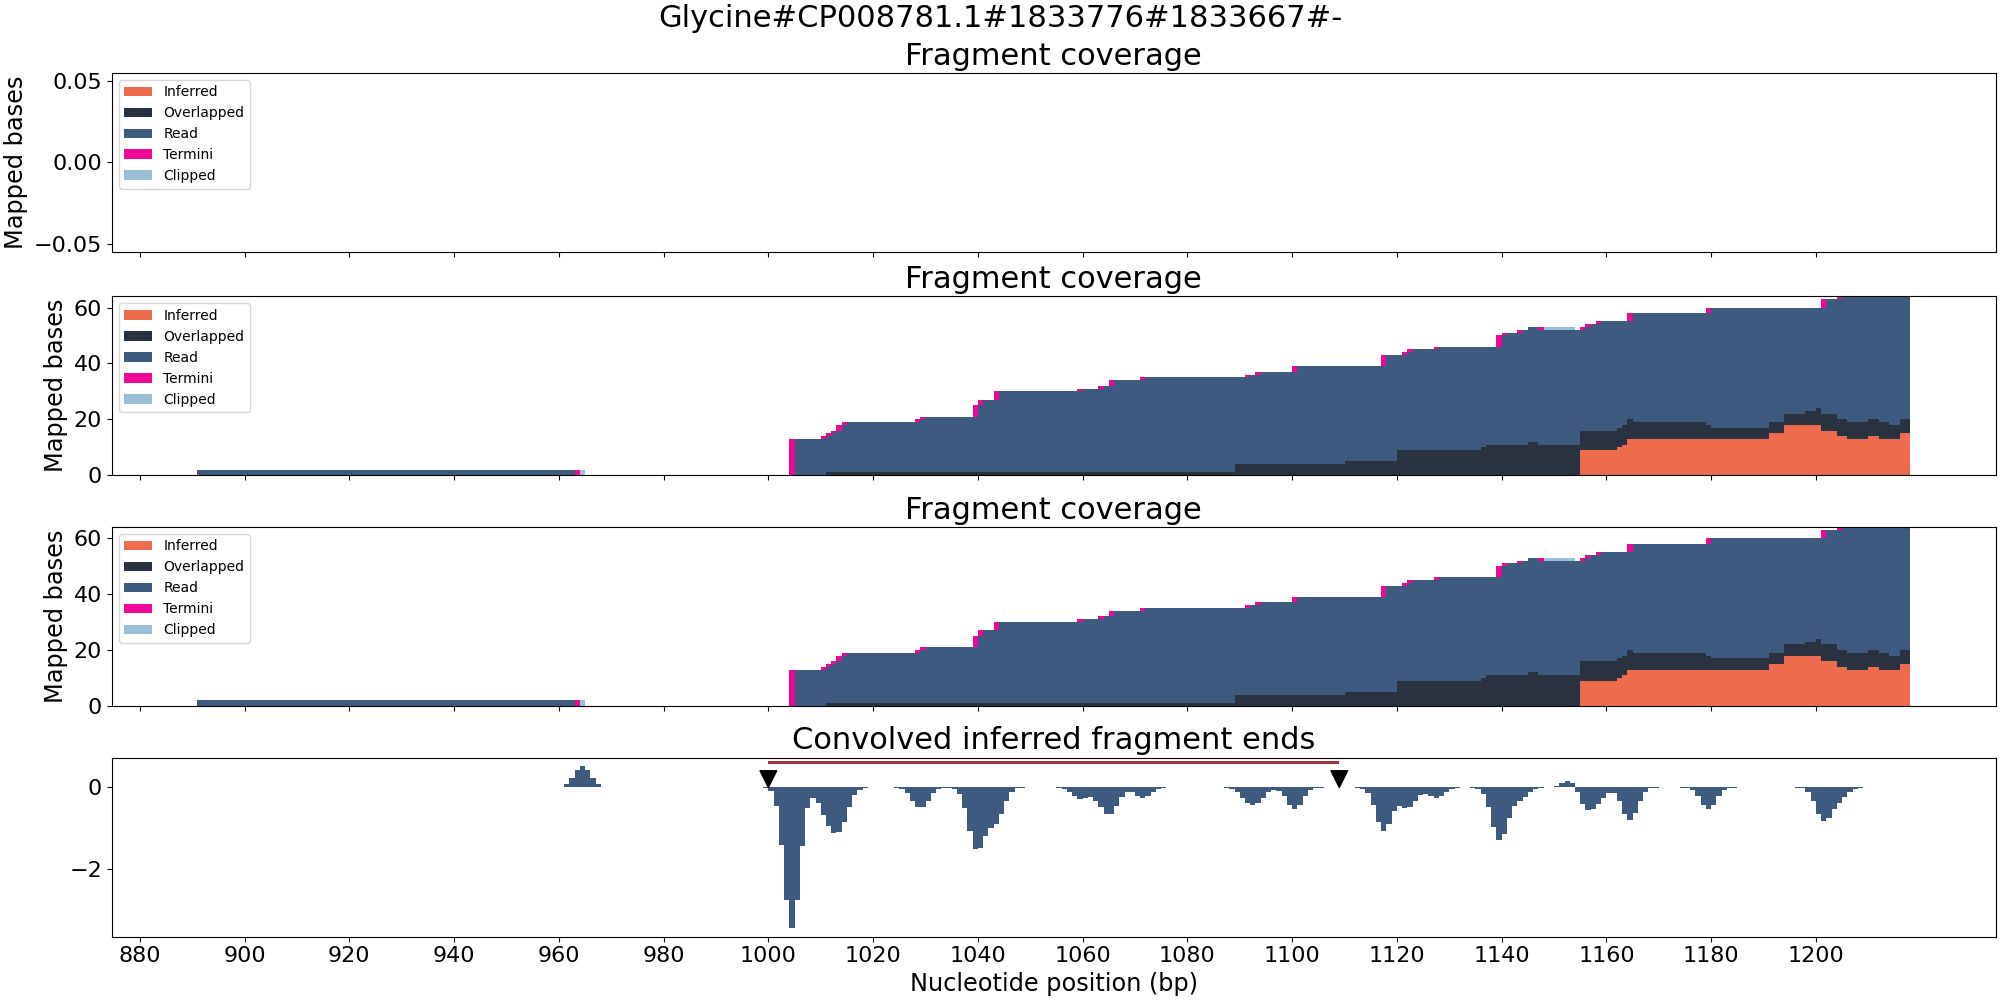 Glycine#CP008781.1#1833776#1833667#-
Fragment coverage
Mapped bases
0.05
0.00
−0.05
Inferred
Overlapped
Read
Termini
Clipped
Fragment coverage
Mapped bases
60
40
20
0
Inferred
Overlapped
Read
Termini
Clipped
Fragment coverage
Mapped bases
60
40
20
0
Inferred
Overlapped
Read
Termini
Clipped
Convolved inferred fragment ends
0
−2
880 900 920 940 960 980 1000 1020 1040 1060 1080 1100 1120 1140 1160 1180 1200
Nucleotide position (bp)